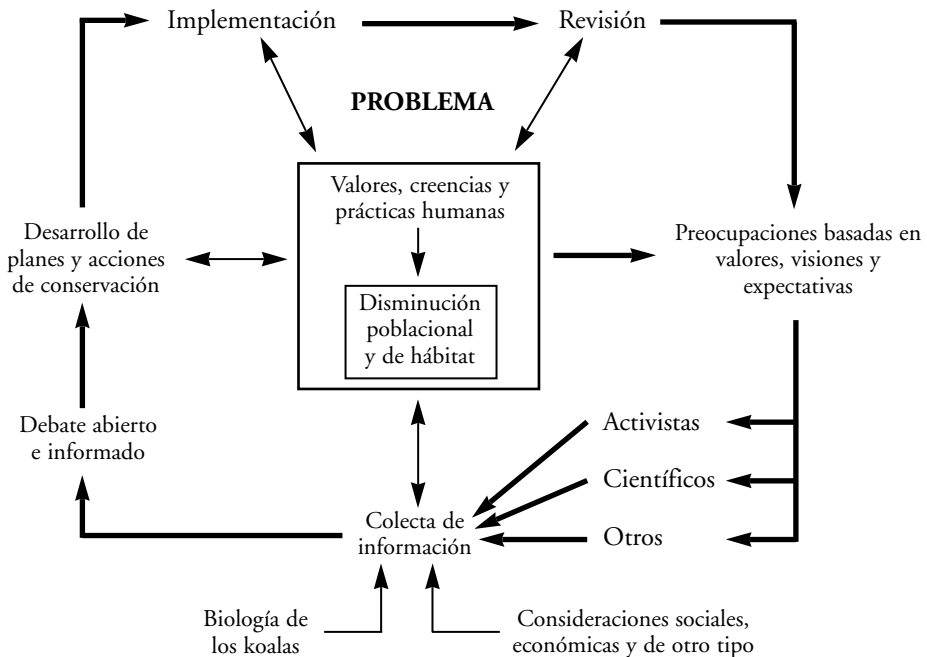 Implementación
Revisión
PROBLEMA
Valores, creencias y
prácticas humanas
Disminución
poblacional
y de hábitat
Desarrollo de
planes y acciones
de conservación
Preocupaciones basadas en
valores, visiones y
expectativas
Debate abierto
e informado
Activistas
Científicos
Otros
Colecta de
información
Biología de
los koalas
Consideraciones sociales,
económicas y de otro tipo